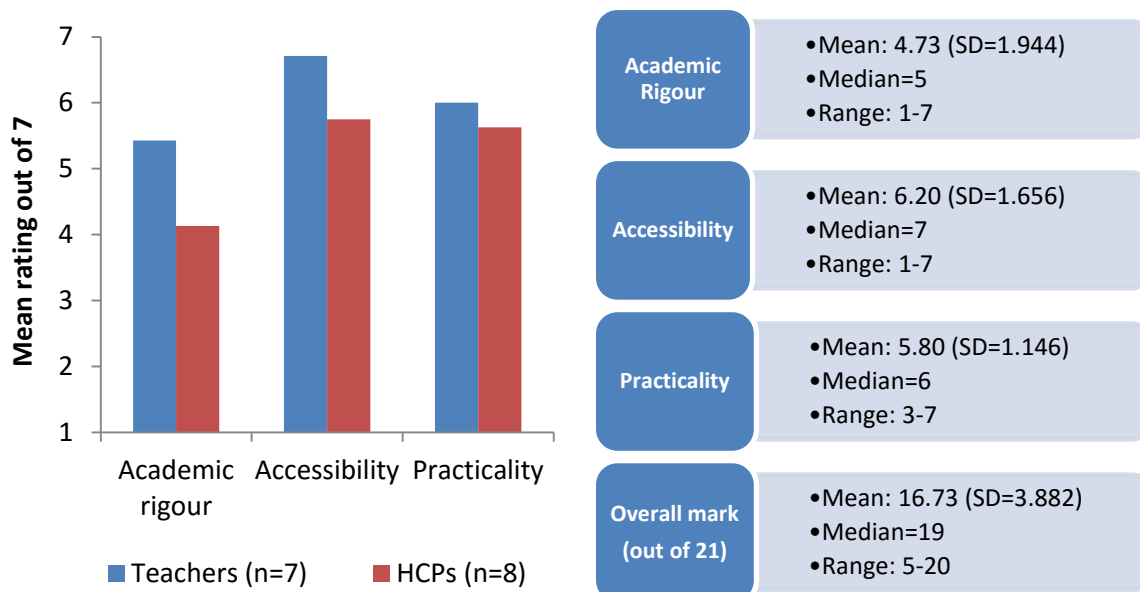 Mean rating out of 7
7
6
5
4
3
2
1
Academic
rigour
Accessibility
Practicality
Teachers (n=7)
HCPs (n=8)
Academic
Rigour
•Mean: 4.73 (SD=1.944)
•Median=5
•Range: 1-7
Accessibility
•Mean: 6.20 (SD=1.656)
•Median=7
•Range: 1-7
Practicality
•Mean: 5.80 (SD=1.146)
•Median=6
•Range: 3-7
Overall mark
(out of 21)
•Mean: 16.73 (SD=3.882)
•Median=19
•Range: 5-20